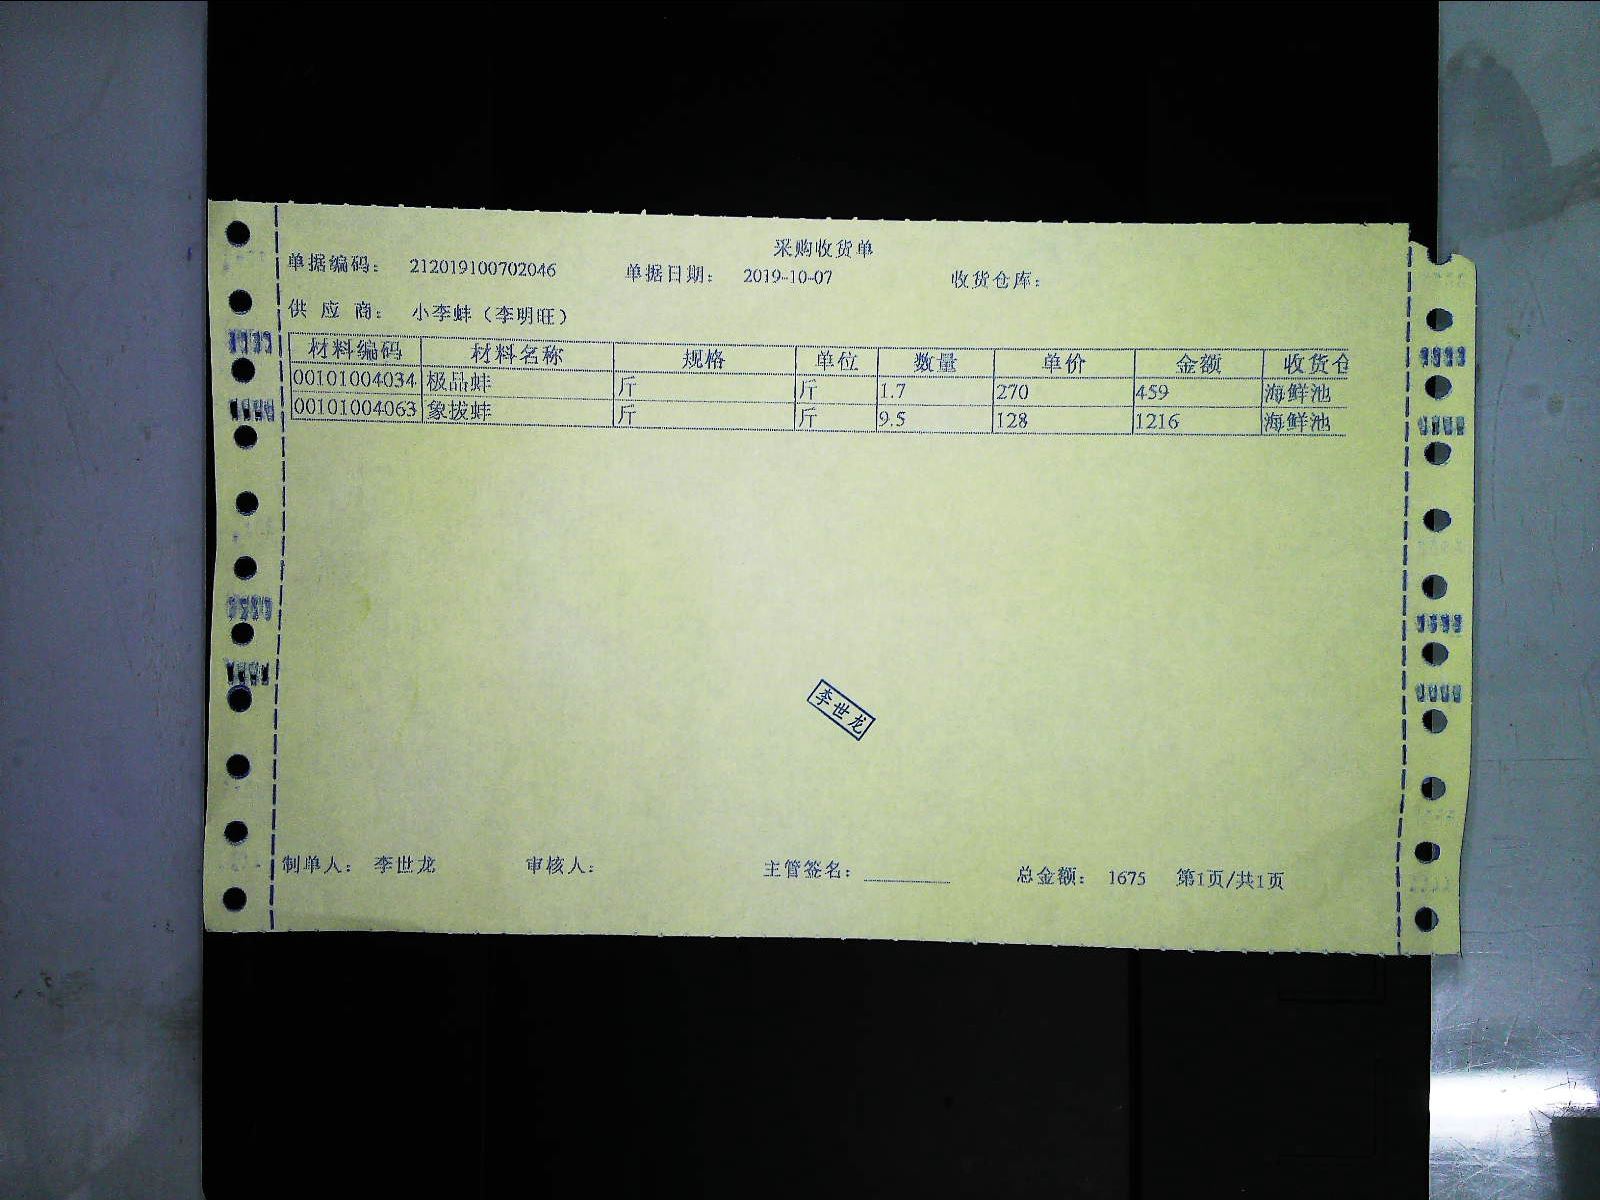 采购收货单
单据编码： 212019100702046 单据日期： 2019-10-07 收货仓库：
供 应 商： 小李蚌（李明旺）
材料编码 材料名称 规格 单位 数量 单价 金额 收货仓
00101004034 极品蚌 斤 斤 1.7 270 459 海鲜池
00101004063 象拔蚌 斤 斤 9.5 128 1216 海鲜池
李世龙
制单人： 李世龙 审核人： 主管签名： 总金额： 1675 第1页/共1页